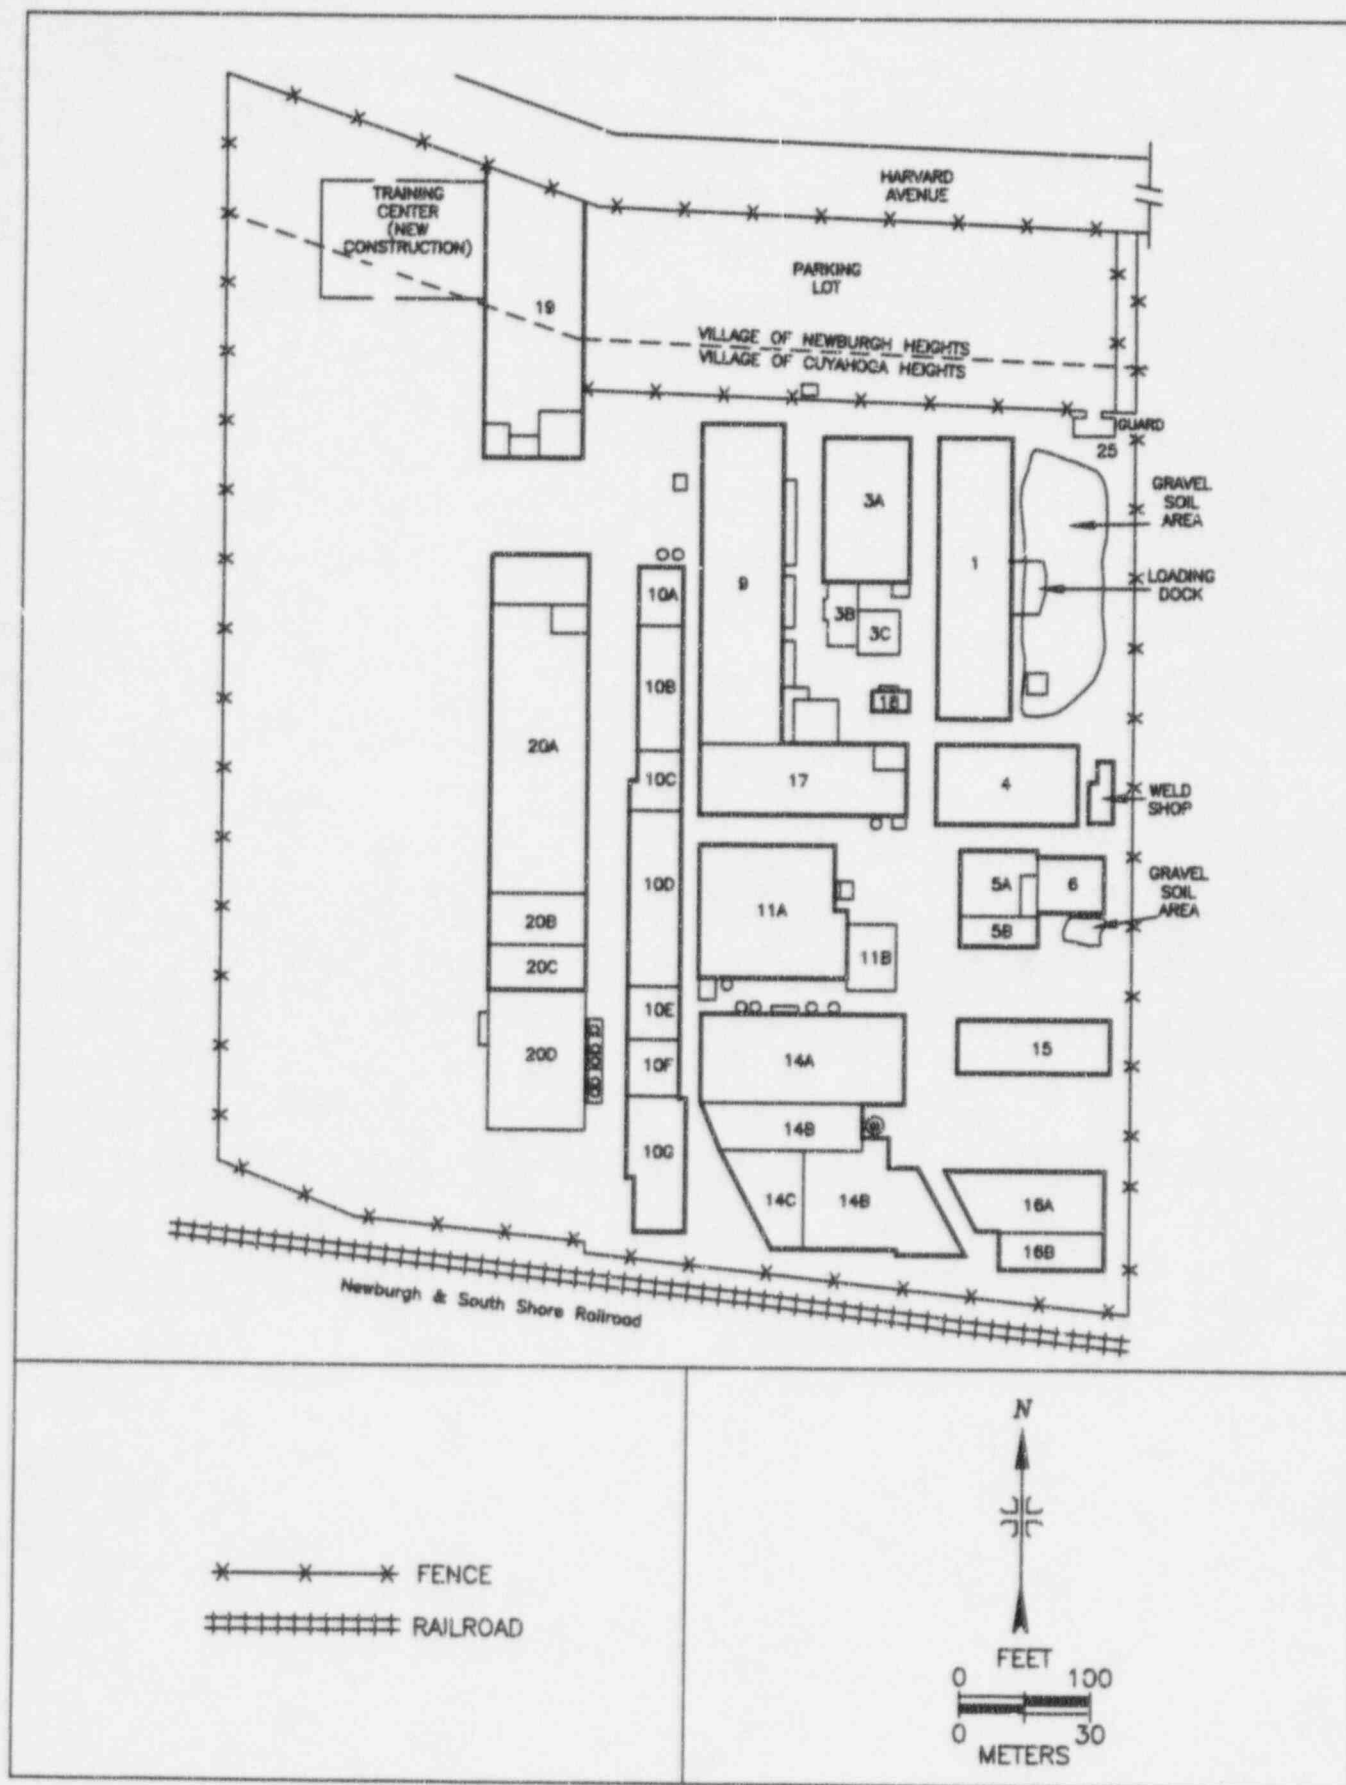 HARVARD
AVENUE
TRAINING
CENTER
(NEW
CONSTRUCTION)
PARKING
LOT
19
VILLAGE OF NEWBURGH HEIGHTS
VILLAGE OF CUYAHOGA HEIGHTS
GUARD
25
GRAVEL
SOIL
AREA
3A
1
9
LOADING
DOCK
10A
3B
3C
10B
18
20A
10C
17
4
WELD
SHOP
10D
11A
5A
6
GRAVEL
SOIL
AREA
20B
5B
20C
11B
10E
20D
10F
14A
15
14B
10G
14C
14B
16A
16B
Newburgh & South Shore Railroad
N
FENCE
RAILROAD
FEET
0 100
0 30
METERS